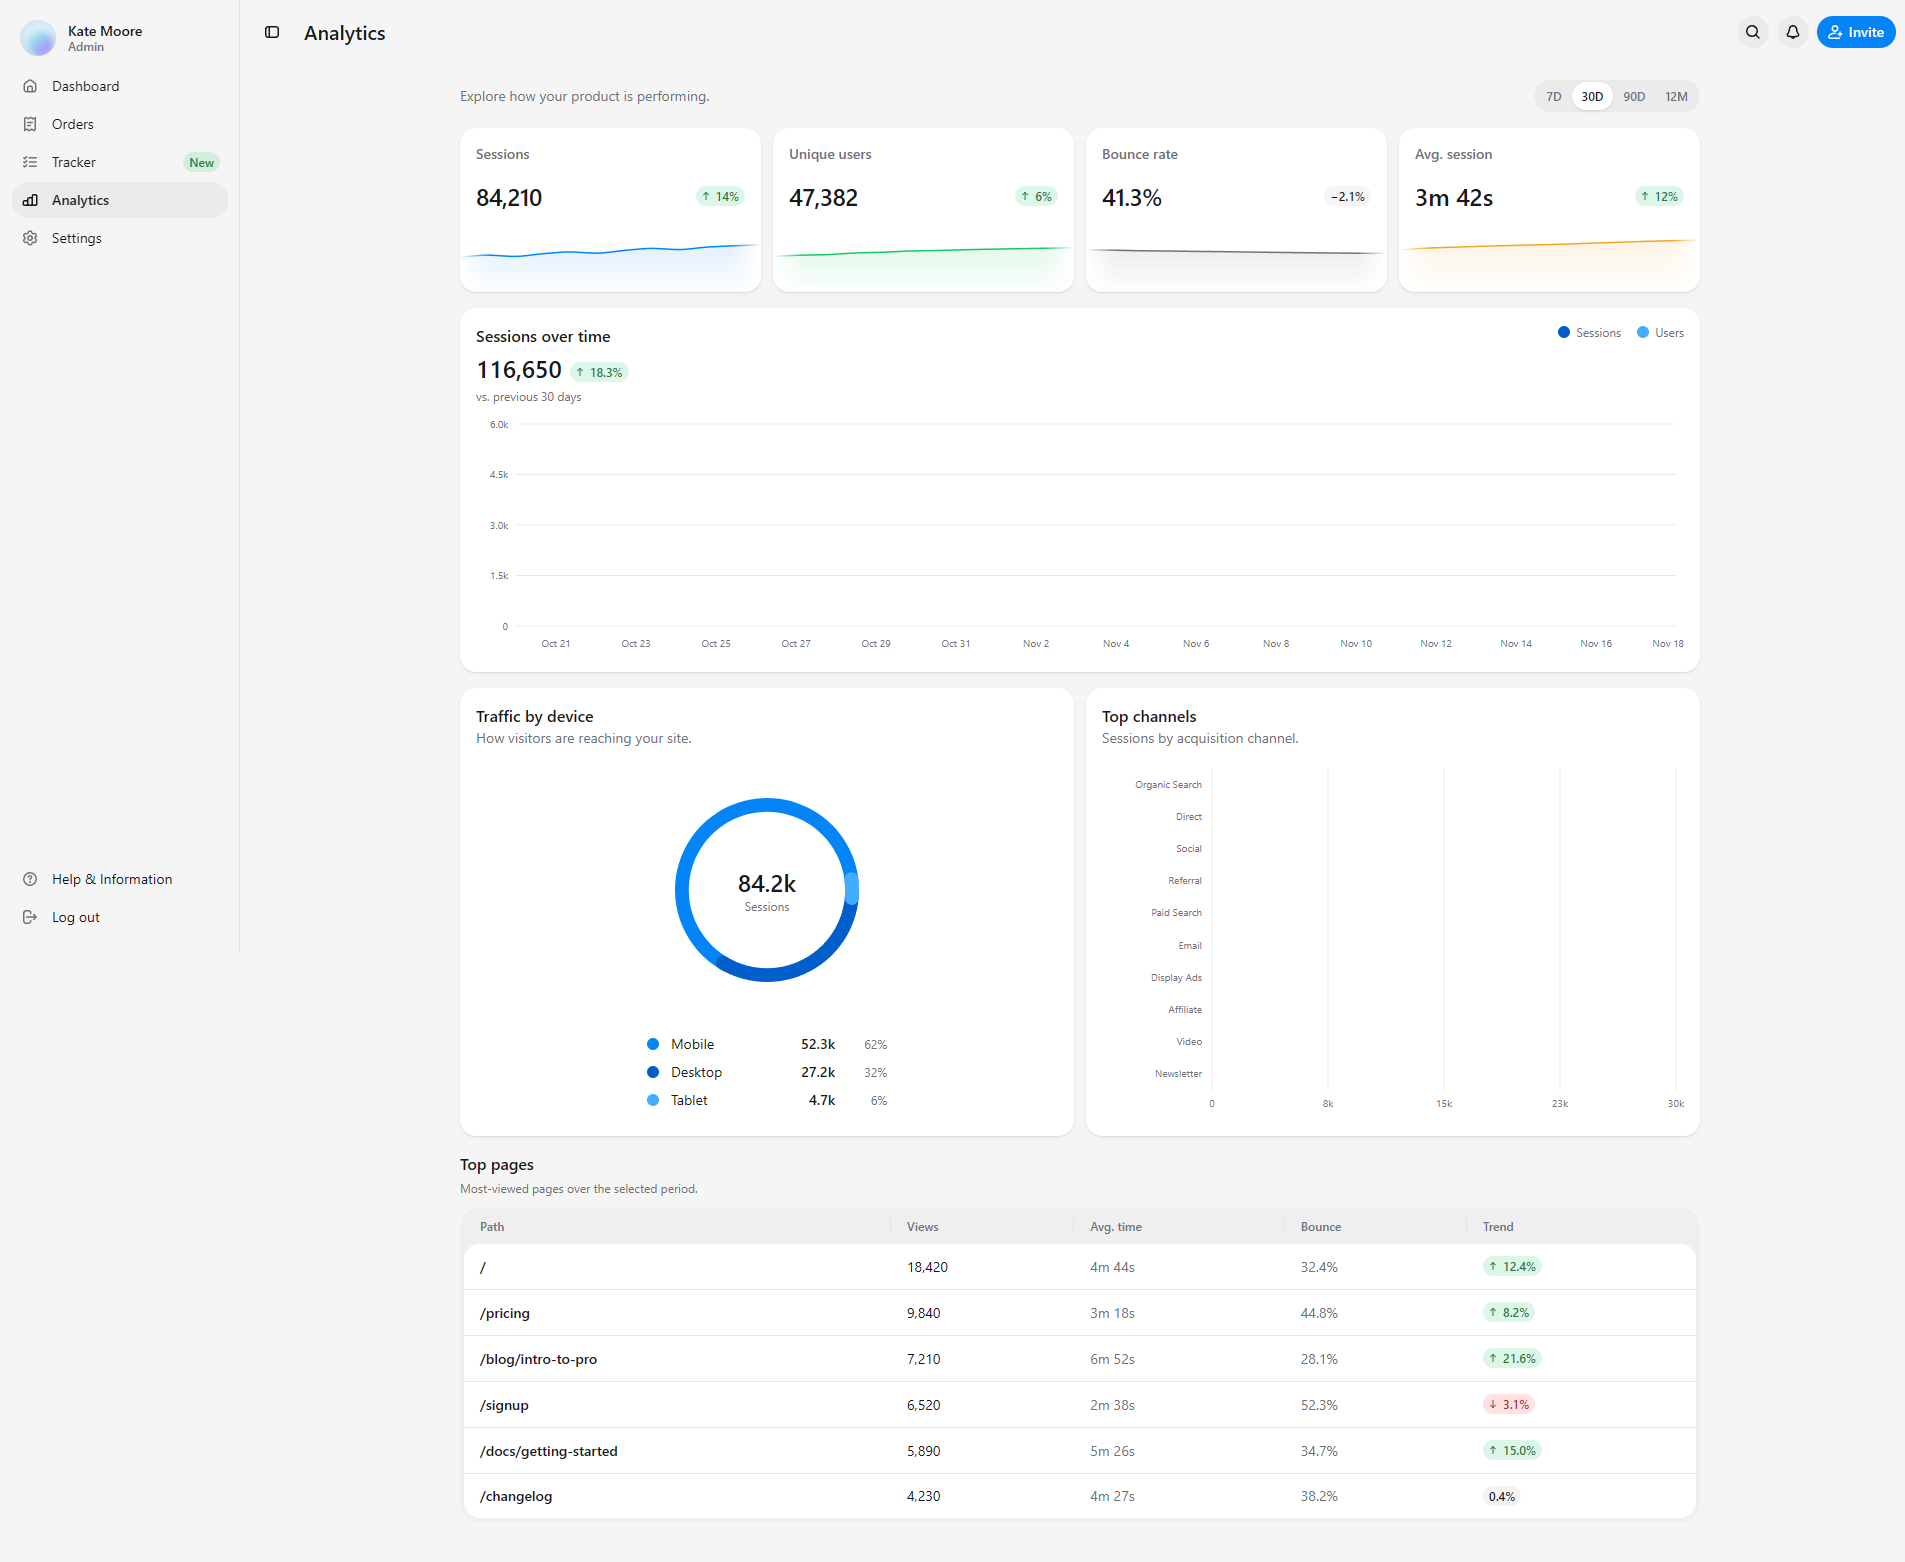 Kate Moore
Admin
Dashboard
Orders
Tracker New
Analytics
Settings
Help & Information
Log out
Analytics
Invite
Explore how your product is performing.
7D 30D 90D 12M
Sessions
84,210 ↑ 14%
Unique users
47,382 ↑ 6%
Bounce rate
41.3% −2.1%
Avg. session
3m 42s ↑ 12%
Sessions over time
Sessions Users
116,650 ↑ 18.3%
vs. previous 30 days
6.0k
4.5k
3.0k
1.5k
0
Oct 21 Oct 23 Oct 25 Oct 27 Oct 29 Oct 31 Nov 2 Nov 4 Nov 6 Nov 8 Nov 10 Nov 12 Nov 14 Nov 16 Nov 18
Traffic by device
How visitors are reaching your site.
84.2k
Sessions
Mobile 52.3k 62%
Desktop 27.2k 32%
Tablet 4.7k 6%
Top channels
Sessions by acquisition channel.
Organic Search
Direct
Social
Referral
Paid Search
Email
Display Ads
Affiliate
Video
Newsletter
0 8k 15k 23k 30k
Top pages
Most-viewed pages over the selected period.
Path Views Avg. time Bounce Trend
/ 18,420 4m 44s 32.4% ↑ 12.4%
/pricing 9,840 3m 18s 44.8% ↑ 8.2%
/blog/intro-to-pro 7,210 6m 52s 28.1% ↑ 21.6%
/signup 6,520 2m 38s 52.3% ↓ 3.1%
/docs/getting-started 5,890 5m 26s 34.7% ↑ 15.0%
/changelog 4,230 4m 27s 38.2% 0.4%